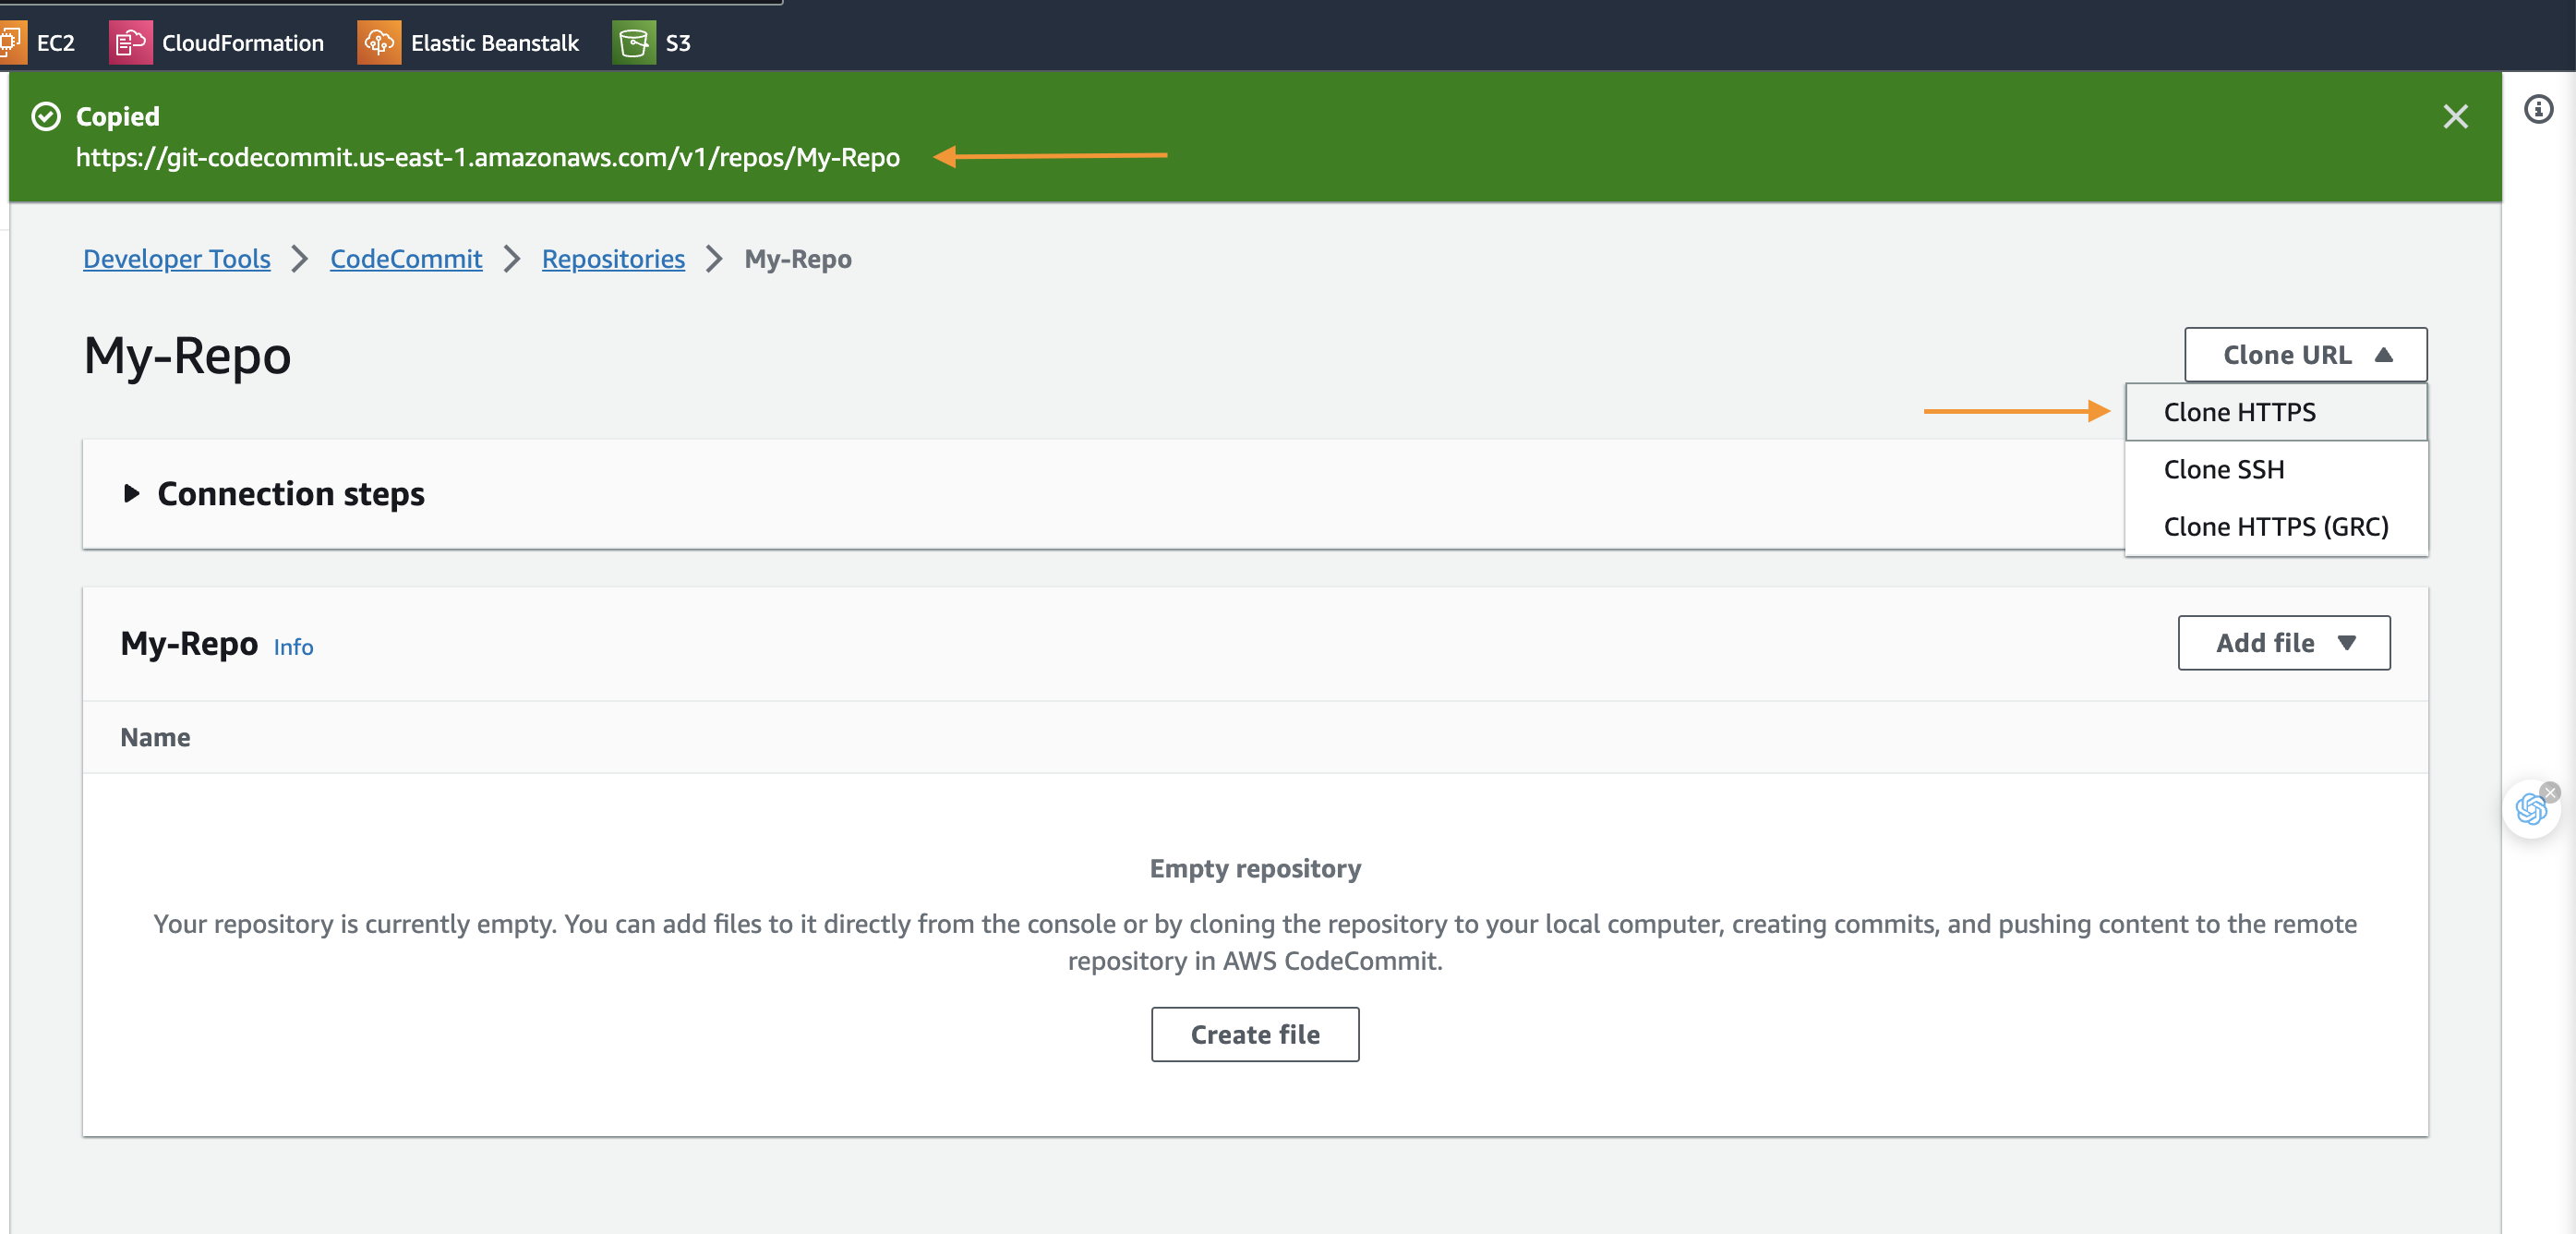 EC2 CloudFormation Elastic Beanstalk S3
Copied
https://git-codecommit.us-east-1.amazonaws.com/v1/repos/My-Repo
Developer Tools CodeCommit Repositories My-Repo
My-Repo
Clone URL
Clone HTTPS
Clone SSH
Clone HTTPS (GRC)
Connection steps
My-Repo Info
Add file
Name
Empty repository
Your repository is currently empty. You can add files to it directly from the console or by cloning the repository to your local computer, creating commits, and pushing content to the remote
repository in AWS CodeCommit.
Create file